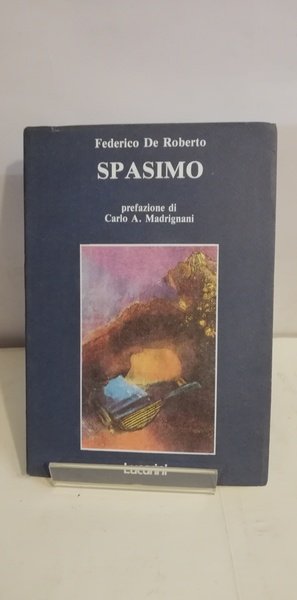 Federico De Roberto
SPASIMO
prefazione di
Carlo A. Madrignani
Lucarini